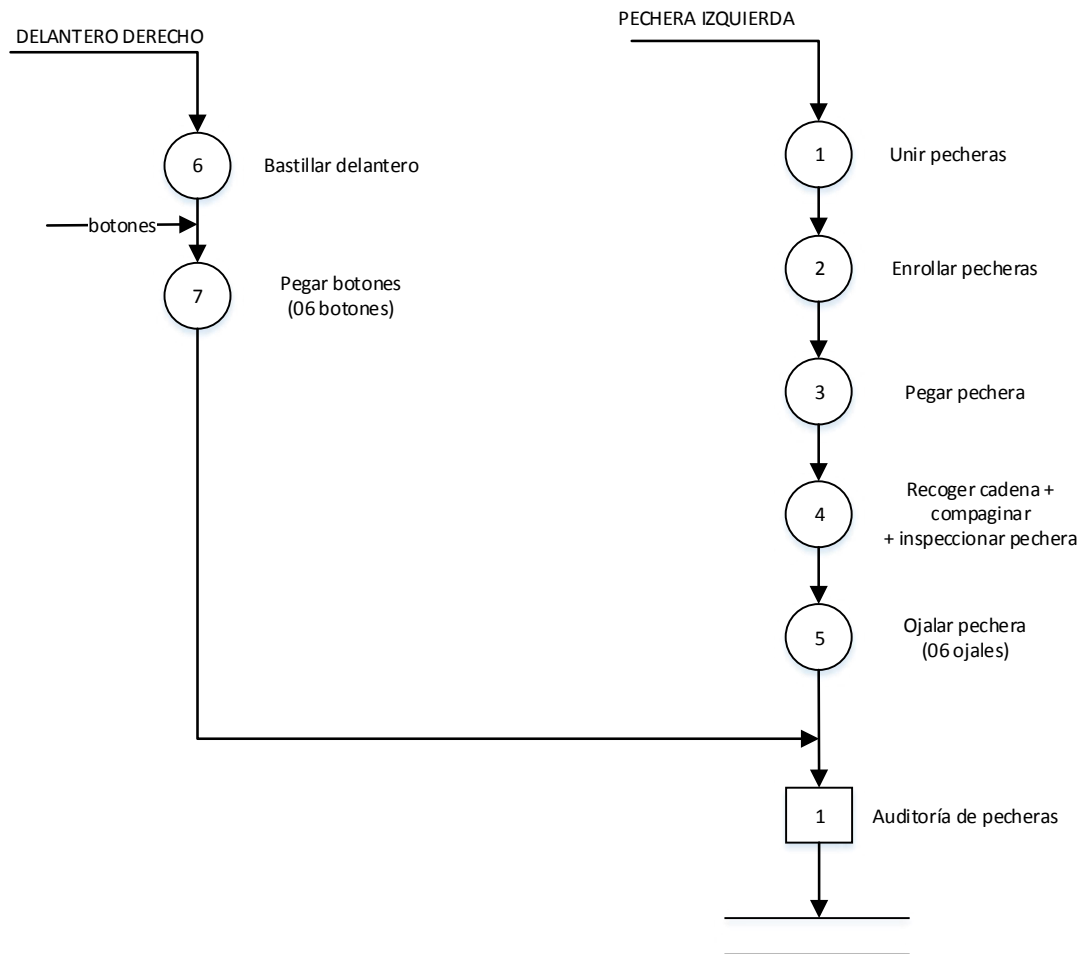 PECHERA IZQUIERDA
DELANTERO DERECHO
1
Unir pecheras
6
Bastillar delantero
botones
2
Enrollar pecheras
7
Pegar botones
(06 botones)
3
Pegar pechera
4
Recoger cadena +
compaginar
+ inspeccionar pechera
5
Ojalar pechera
(06 ojales)
1
Auditoría de pecheras